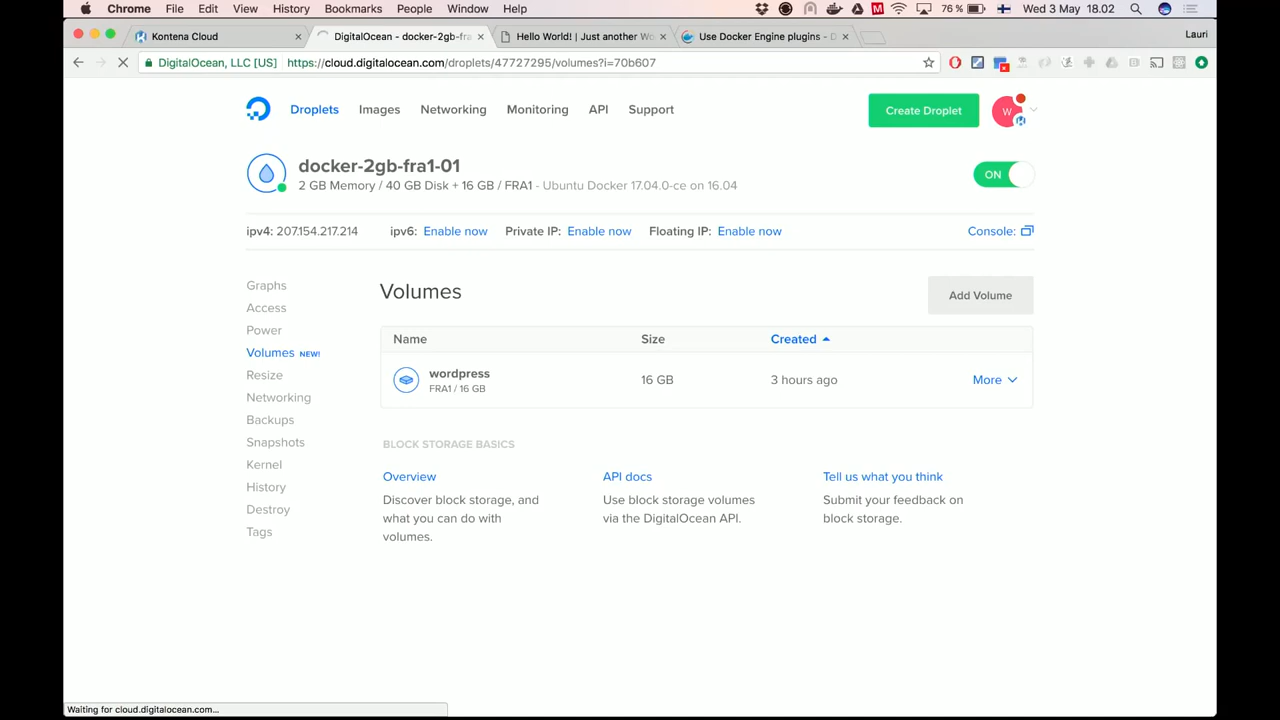 Chrome File Edit View History Bookmarks People Window Help 76 % Wed 3 May 18.02
Kontena Cloud DigitalOcean - docker-2gb-fra Hello World! | Just another Wo Use Docker Engine plugins - D Lauri
DigitalOcean, LLC [US] https://cloud.digitalocean.com/droplets/47727295/volumes?i=70b607
Droplets Images Networking Monitoring API Support Create Droplet W
docker-2gb-fra1-01
2 GB Memory / 40 GB Disk + 16 GB / FRA1 - Ubuntu Docker 17.04.0-ce on 16.04 ON
ipv4: 207.154.217.214 ipv6: Enable now Private IP: Enable now Floating IP: Enable now Console:
Graphs
Access
Power
Volumes NEW!
Resize
Networking
Backups
Snapshots
Kernel
History
Destroy
Tags
Volumes Add Volume
Name Size Created
wordpress 16 GB 3 hours ago More
FRA1 / 16 GB
BLOCK STORAGE BASICS
Overview
Discover block storage, and
what you can do with
volumes.
API docs
Use block storage volumes
via the DigitalOcean API.
Tell us what you think
Submit your feedback on
block storage.
Waiting for cloud.digitalocean.com...